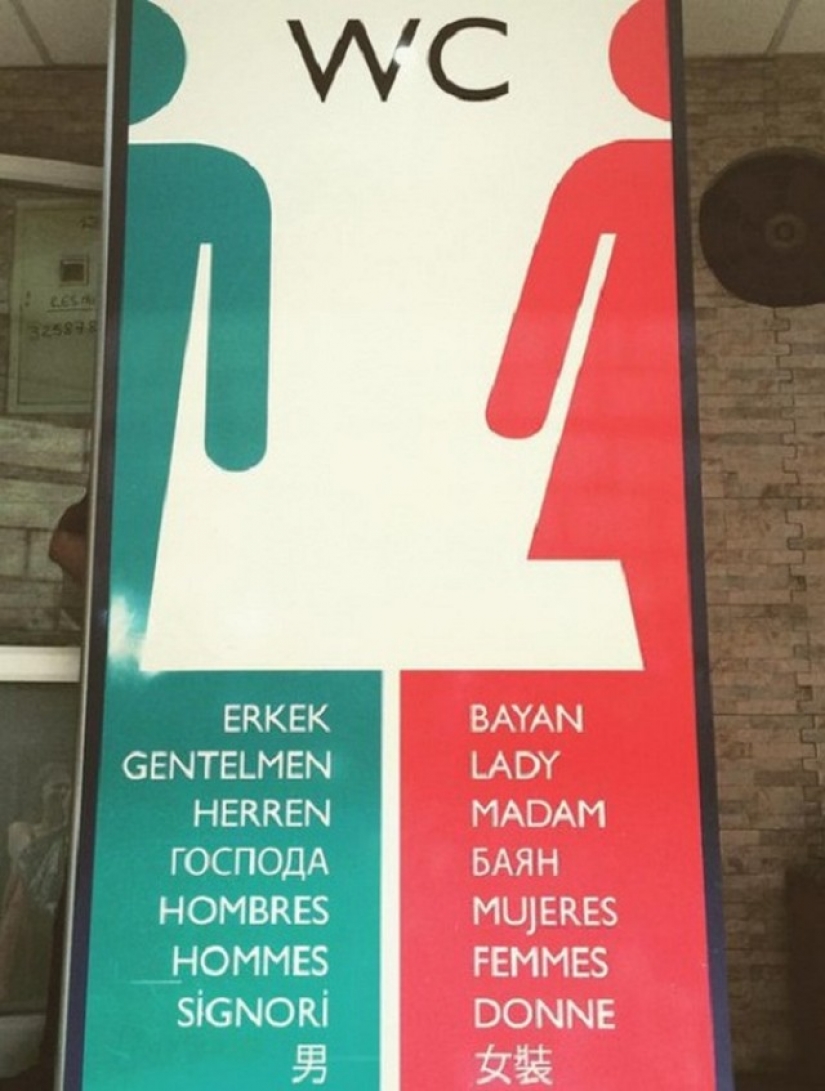 WC
ERKEK
GENTELMEN
HERREN
ГОСПОДА
HOMBRES
HOMMES
SİGNORİ
男
BAYAN
LADY
MADAM
БАЯН
MUJERES
FEMMES
DONNE
女裝